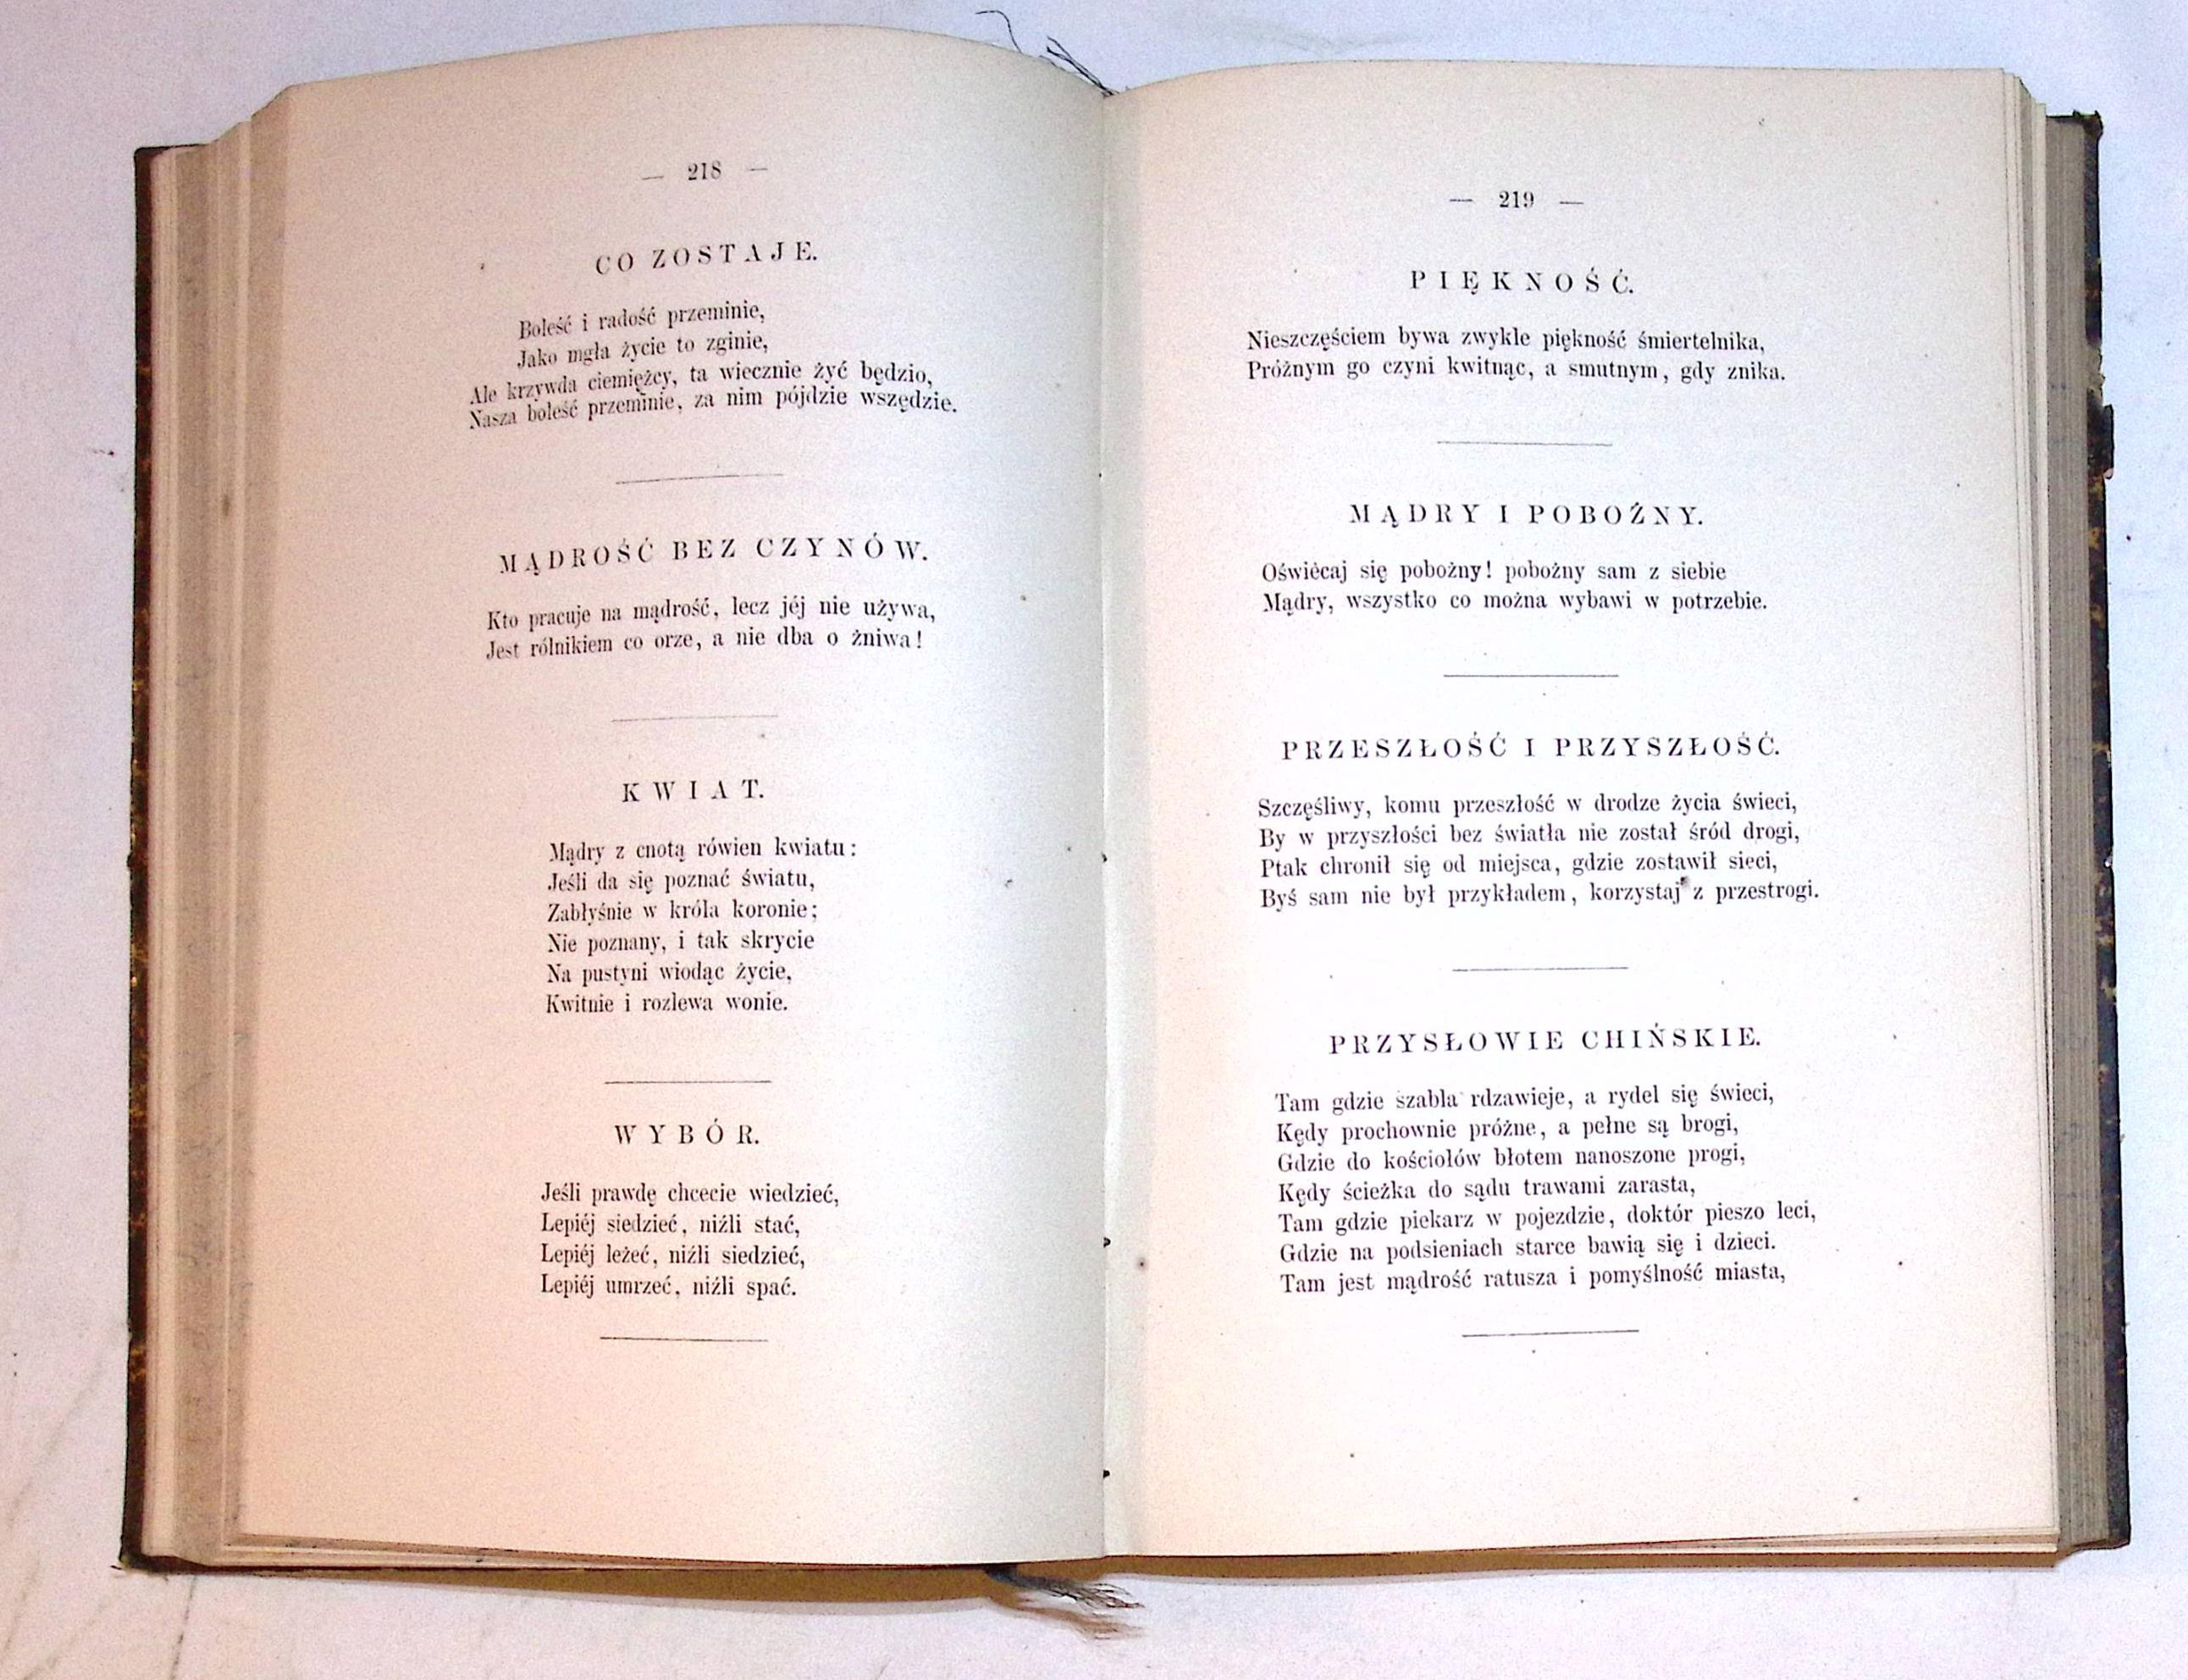 — 218 —
CO ZOSTAJE.
Boleść i radość przeminie,
Jako mgła życie to zginie,
Ale krzywda ciemiężcy, ta wiecznie żyć będzio,
Nasza boleść przeminie, za nim pójdzie wszędzie.
MĄDROŚĆ BEZ CZYNÓW.
Kto pracuje na mądrość, lecz jéj nie używa,
Jest rólnikiem co orze, a nie dba o żniwa!
KWIAT.
Mądry z cnotą rówien kwiatu:
Jeśli da się poznać światu,
Zabłyśnie w króla koronie;
Nie poznany, i tak skrycie
Na pustyni wiodąc życie,
Kwitnie i rozlewa wonie.
WYBÓR.
Jeśli prawdę chcecie wiedzieć,
Lepiéj siedzieć, niźli stać,
Lepiéj leżeć, niźli siedzieć,
Lepiéj umrzeć, niźli spać.
— 219 —
PIĘKNOŚĆ.
Nieszczęściem bywa zwykle piękność śmiertelnika,
Próżnym go czyni kwitnąc, a smutnym, gdy znika.
MĄDRY I POBOŻNY.
Oświécaj się pobożny! pobożny sam z siebie
Mądry, wszystko co można wybawi w potrzebie.
PRZESZŁOŚĆ I PRZYSZŁOŚĆ.
Szczęśliwy, komu przeszłość w drodze życia świeci,
By w przyszłości bez światła nie został śród drogi,
Ptak chronił się od miejsca, gdzie zostawił sieci,
Byś sam nie był przykładem, korzystaj z przestrogi.
PRZYSŁOWIE CHIŃSKIE.
Tam gdzie szabla rdzawieje, a rydel się świeci,
Kędy prochownie próżne, a pełne są brogi,
Gdzie do kościołów błotem nanoszone progi,
Kędy ścieżka do sądu trawami zarasta,
Tam gdzie piekarz w pojezdzie, doktór pieszo leci,
Gdzie na podsieniach starce bawią się i dzieci.
Tam jest mądrość ratusza i pomyślność miasta,